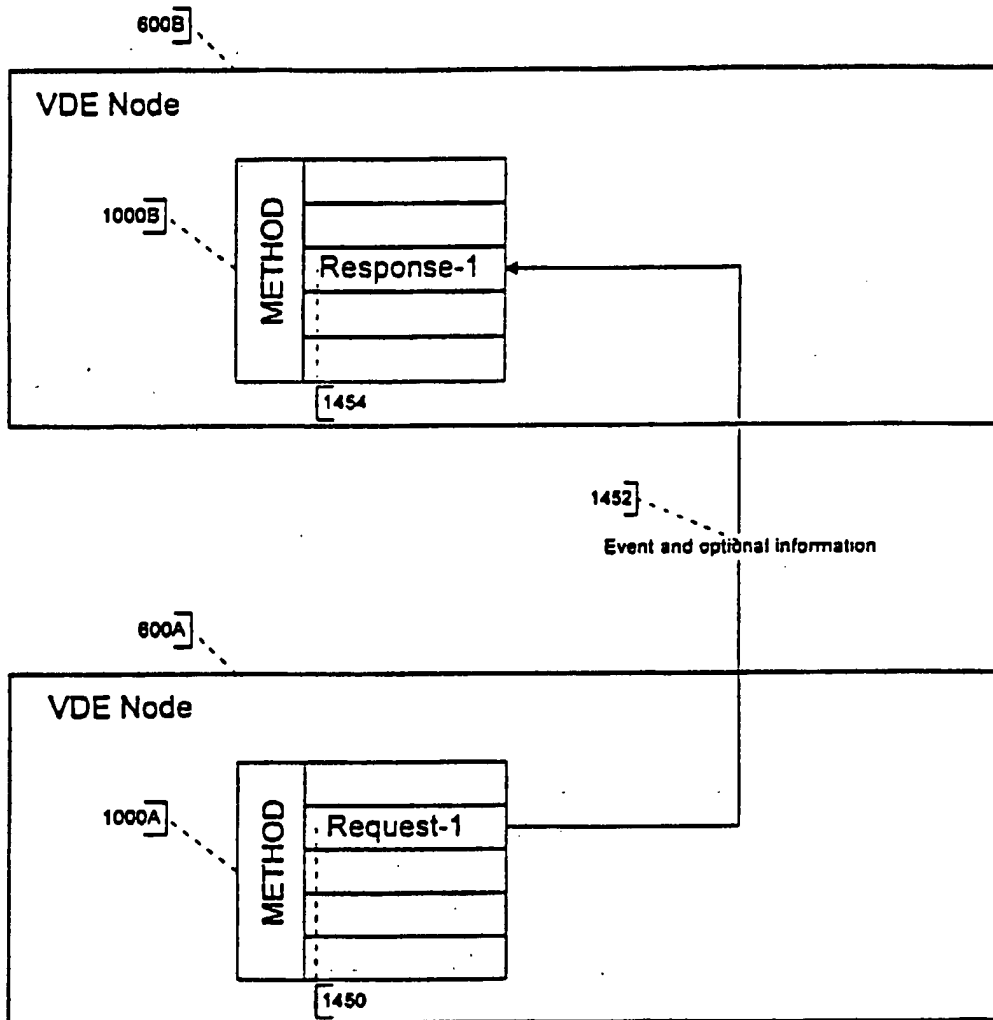 600B
VDE Node
1000B
METHOD
Response-1
1454
1452
Event and optional information
600A
VDE Node
1000A
METHOD
Request-1
1450